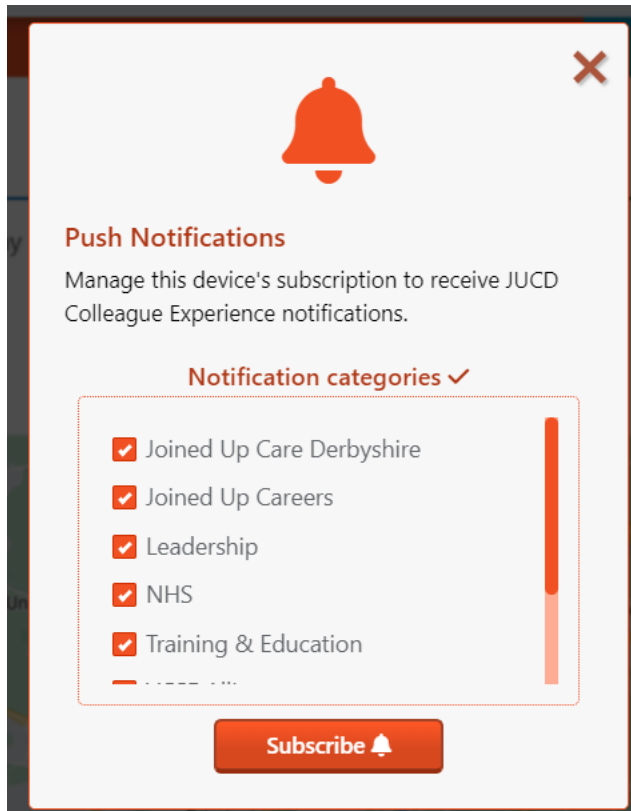 Push Notifications
Manage this device's subscription to receive JUCD
Colleague Experience notifications.
Notification categories
Joined Up Care Derbyshire
Joined Up Careers
Leadership
NHS
Training & Education
Subscribe